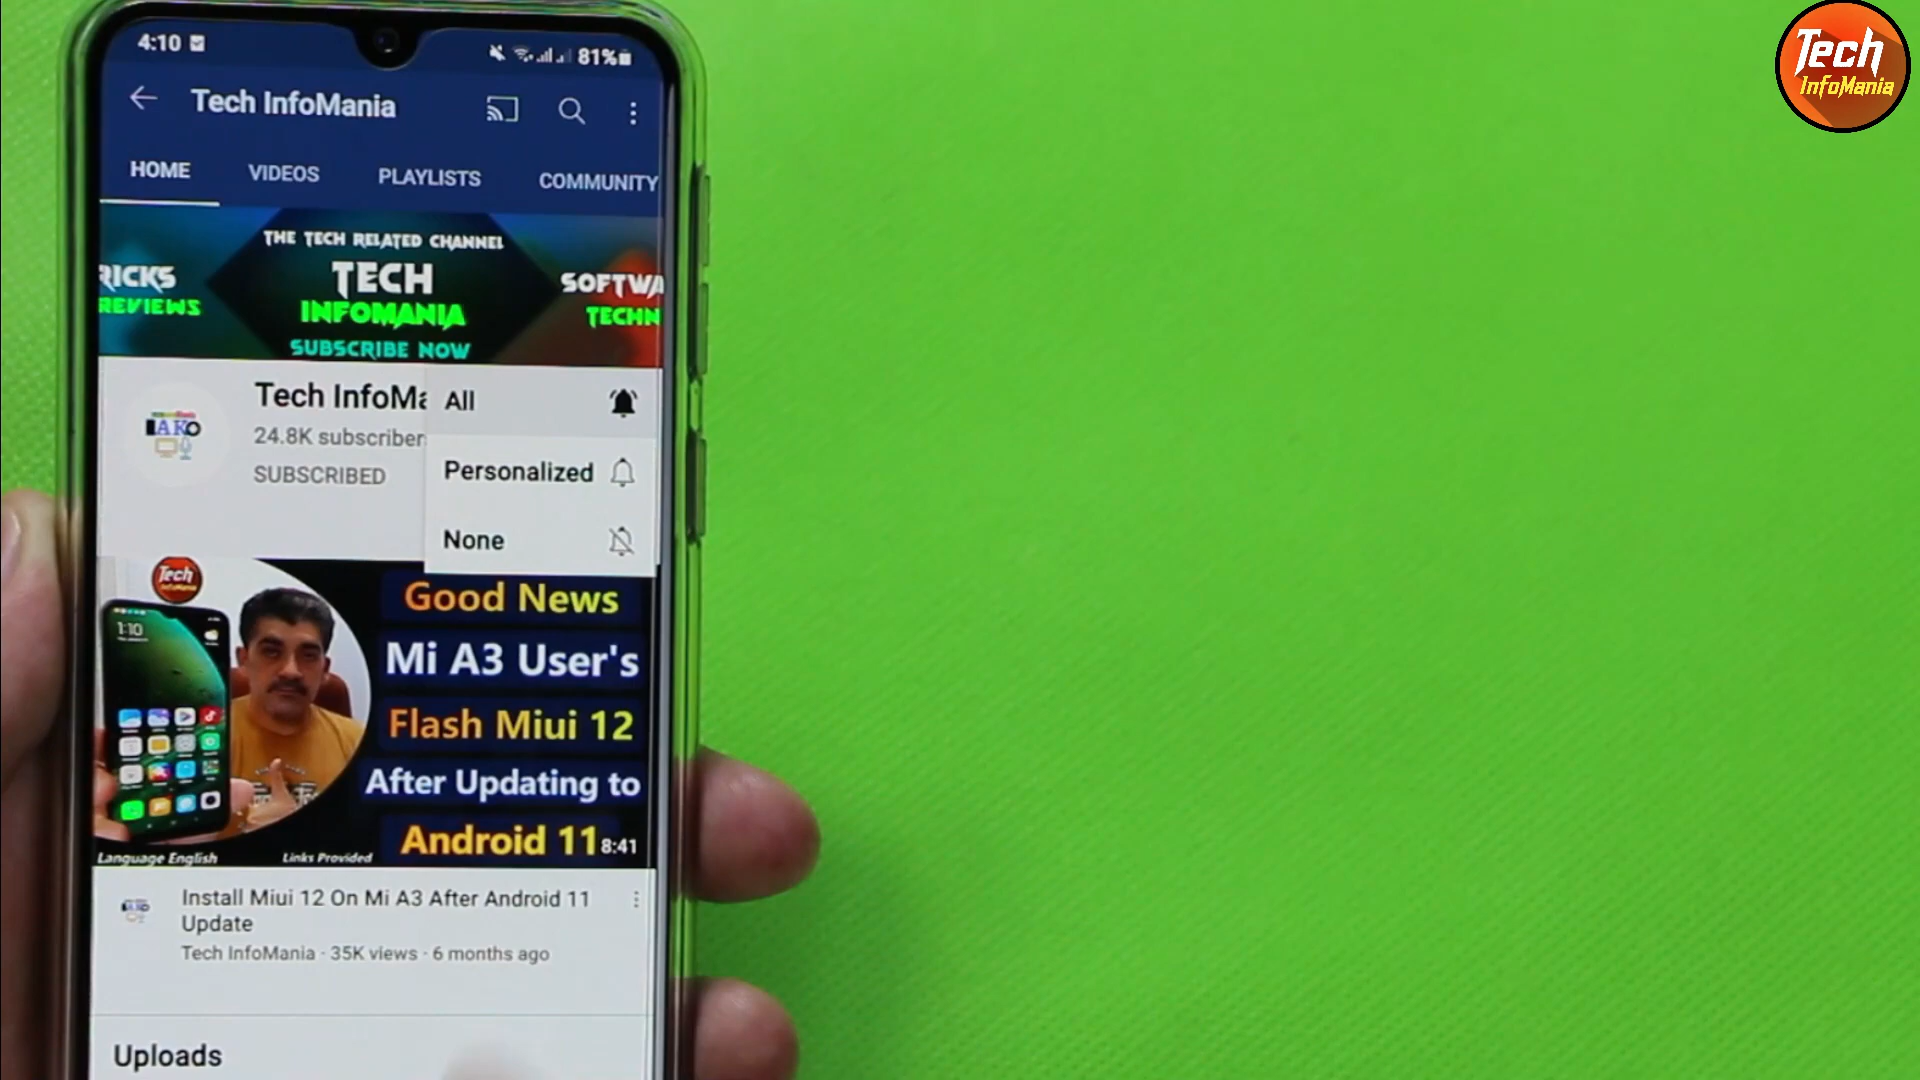 4:10
81%
Tech
InfoMania
Tech InfoMania
HOME
VIDEOS
PLAYLISTS
COMMUNITY
THE TECH RELATED CHANNEL
RICKS
REVIEWS
TECH
INFOMANIA
SUBSCRIBE NOW
SOFTWA
TECHN
Tech InfoMa
24.8K subscriber
SUBSCRIBED
All
Personalized
None
Tech
InfoMania
1:10
Good News
Mi A3 User's
Flash Miui 12
After Updating to
Android 11
8:41
Language English
Links Provided
Install Miui 12 On Mi A3 After Android 11
Update
Tech InfoMania · 35K views · 6 months ago
Uploads